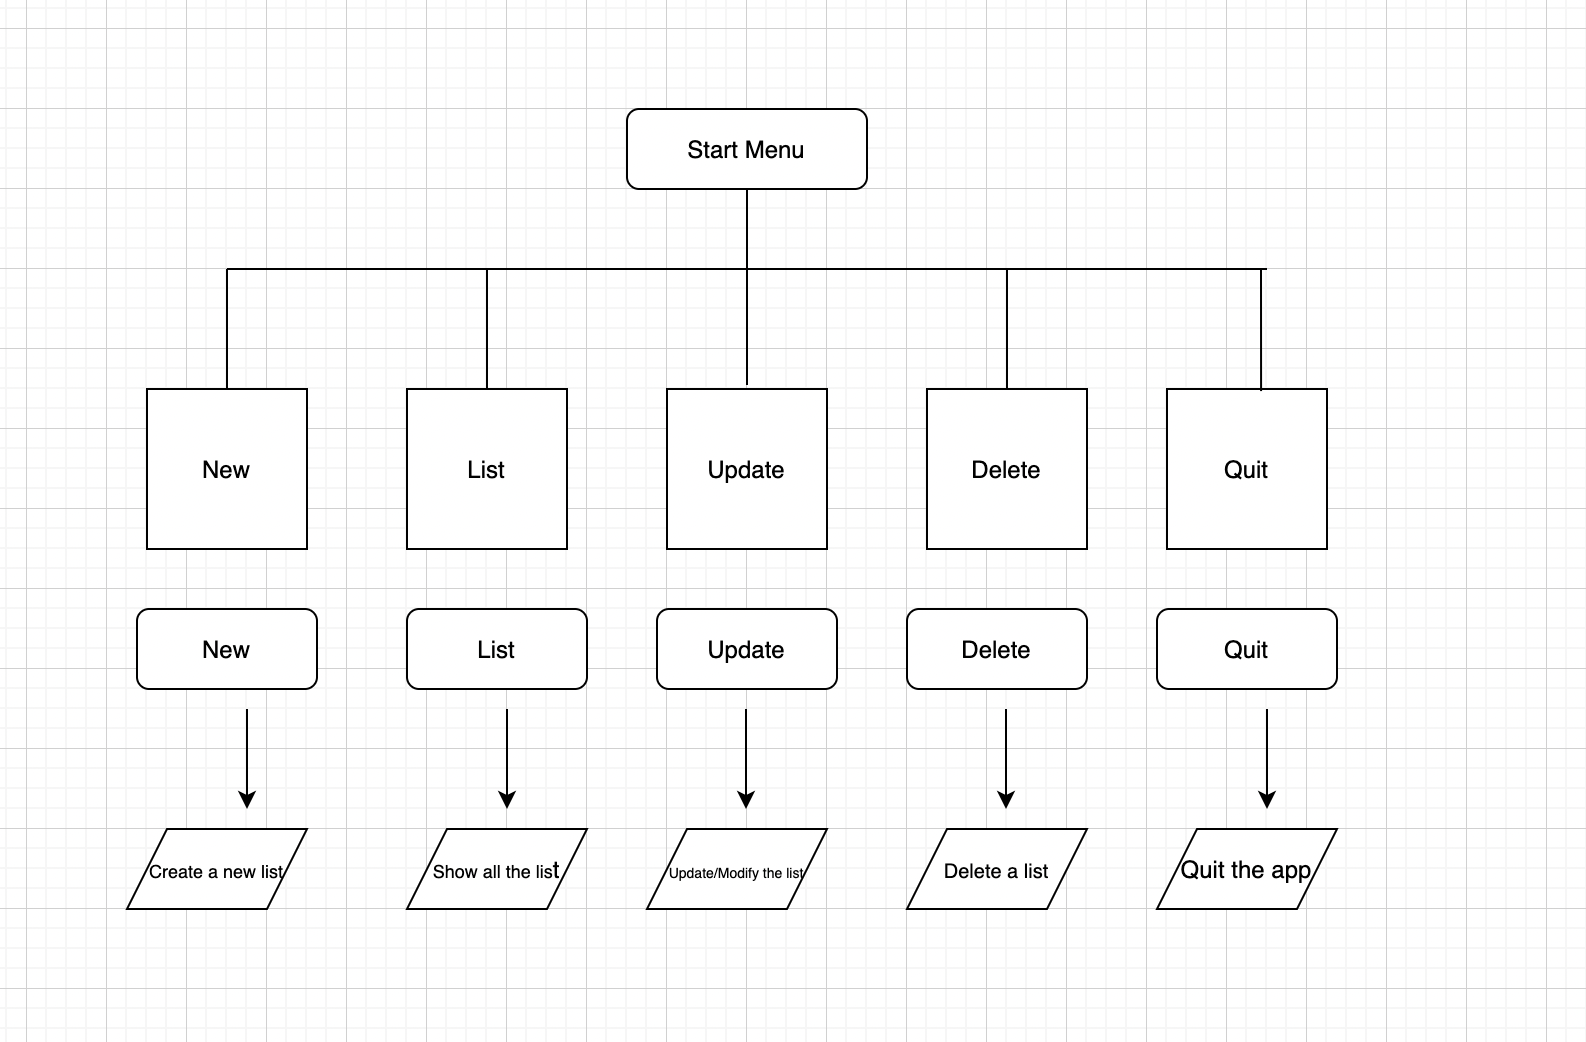 Start Menu
New
List
Update
Delete
Quit
New
List
Update
Delete
Quit
Create a new list
Show all the list
Update/Modify the list
Delete a list
Quit the app